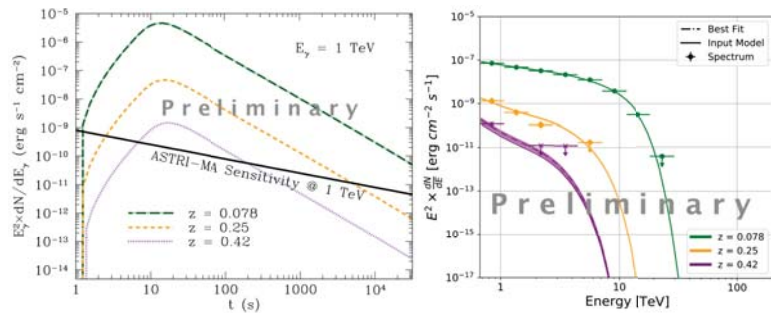 E²γ×dN/dEγ (erg s⁻¹ cm⁻²)
10⁻⁵
10⁻⁶
10⁻⁷
10⁻⁸
10⁻⁹
10⁻¹⁰
10⁻¹¹
10⁻¹²
10⁻¹³
10⁻¹⁴
Eγ = 1 TeV
Preliminary
ASTRI-MA Sensitivity @ 1 TeV
z = 0.078
z = 0.25
z = 0.42
1 10 100 1000 10⁴
t (s)
E² × dN/dE [erg cm⁻² s⁻¹]
10⁻⁵
10⁻⁷
10⁻⁹
10⁻¹¹
10⁻¹³
10⁻¹⁵
10⁻¹⁷
Best Fit
Input Model
Spectrum
Preliminary
z = 0.078
z = 0.25
z = 0.42
10⁰ 10¹ 10²
Energy [TeV]